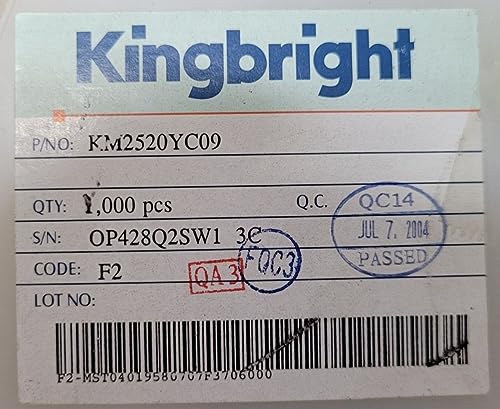 Kingbright
P/NO: KM2520YC09
QTY: 1,000 pcs Q.C. QC14
JUL 7. 2004
S/N: OP428Q2SW1 3C
PASSED
CODE: F2 QA3 FQC3
LOT NO:
F2-MST04019580707F3706000